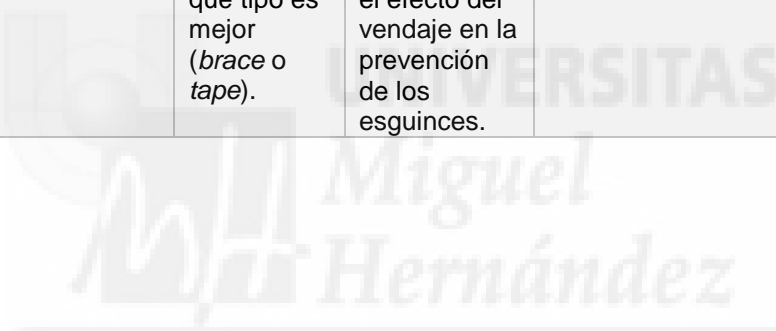 que tipo es
mejor
(brace o
tape).
el efecto del
vendaje en la
prevención
de los
esguinces.
UNIVERSITAS
Miguel
Hernández